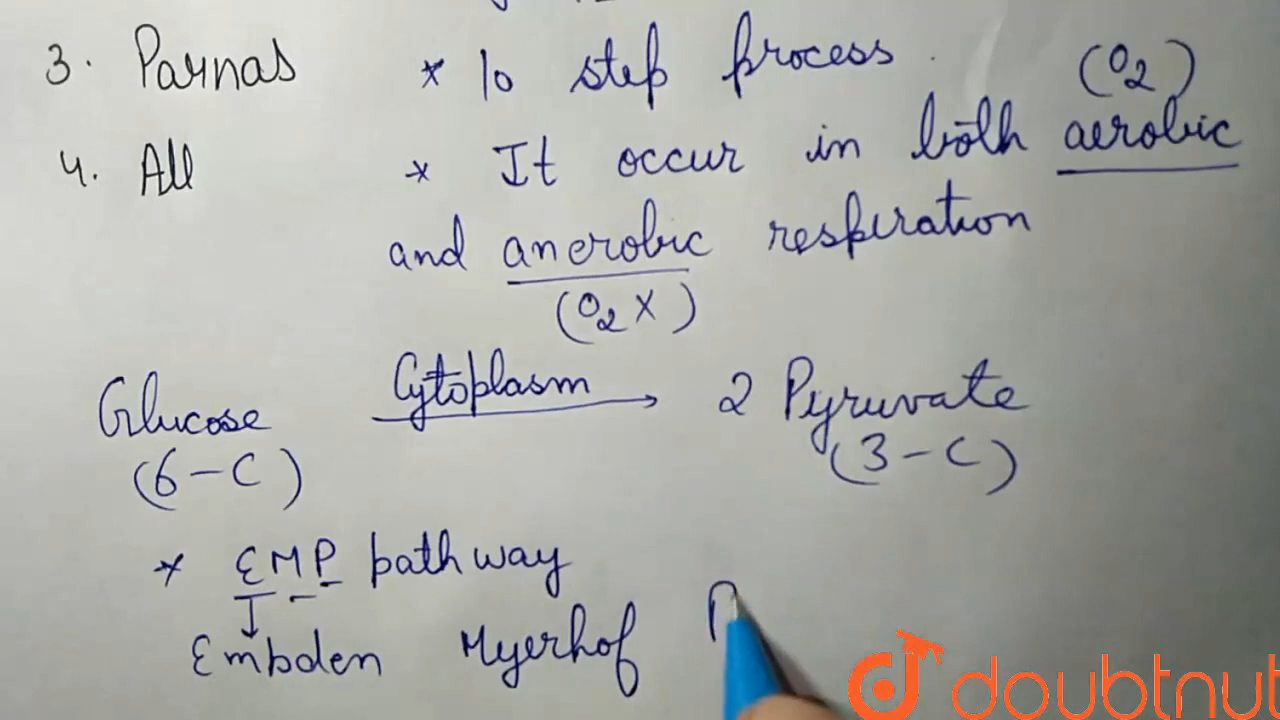 3. Parnas * 10 step process. (O2)
4. All * It occur in both aerobic
and anerobic respiration
(O2 X)
Glucose Cytoplasm 2 Pyruvate
(6-C) (3-C)
* EMP pathway
Embden Myerhof P
doubtnut